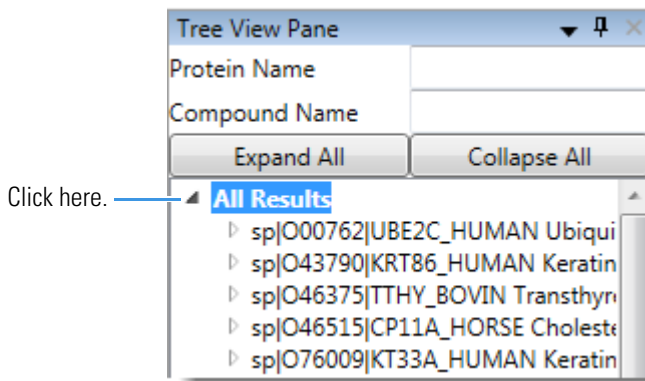 Tree View Pane
Protein Name
Compound Name
Expand All Collapse All
Click here. All Results
sp|O00762|UBE2C_HUMAN Ubiqui
sp|O43790|KRT86_HUMAN Keratin
sp|O46375|TTHY_BOVIN Transthyr
sp|O46515|CP11A_HORSE Choleste
sp|O76009|KT33A_HUMAN Keratin